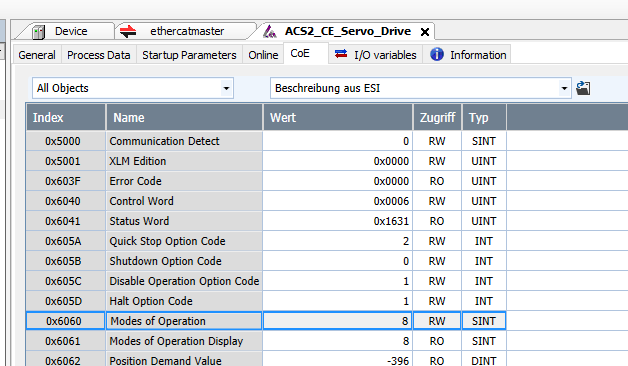 Device ethercatmaster ACS2_CE_Servo_Drive
General Process Data Startup Parameters Online CoE I/O variables Information
All Objects Beschreibung aus ESI
Index Name Wert Zugriff Typ
0x5000 Communication Detect 0 RW SINT
0x5001 XLM Edition 0x0000 RW UINT
0x603F Error Code 0x0000 RO UINT
0x6040 Control Word 0x0006 RW UINT
0x6041 Status Word 0x1631 RO UINT
0x605A Quick Stop Option Code 2 RW INT
0x605B Shutdown Option Code 0 RW INT
0x605C Disable Operation Option Code 1 RW INT
0x605D Halt Option Code 1 RW INT
0x6060 Modes of Operation 8 RW SINT
0x6061 Modes of Operation Display 8 RO SINT
0x6062 Position Demand Value -396 RO DINT